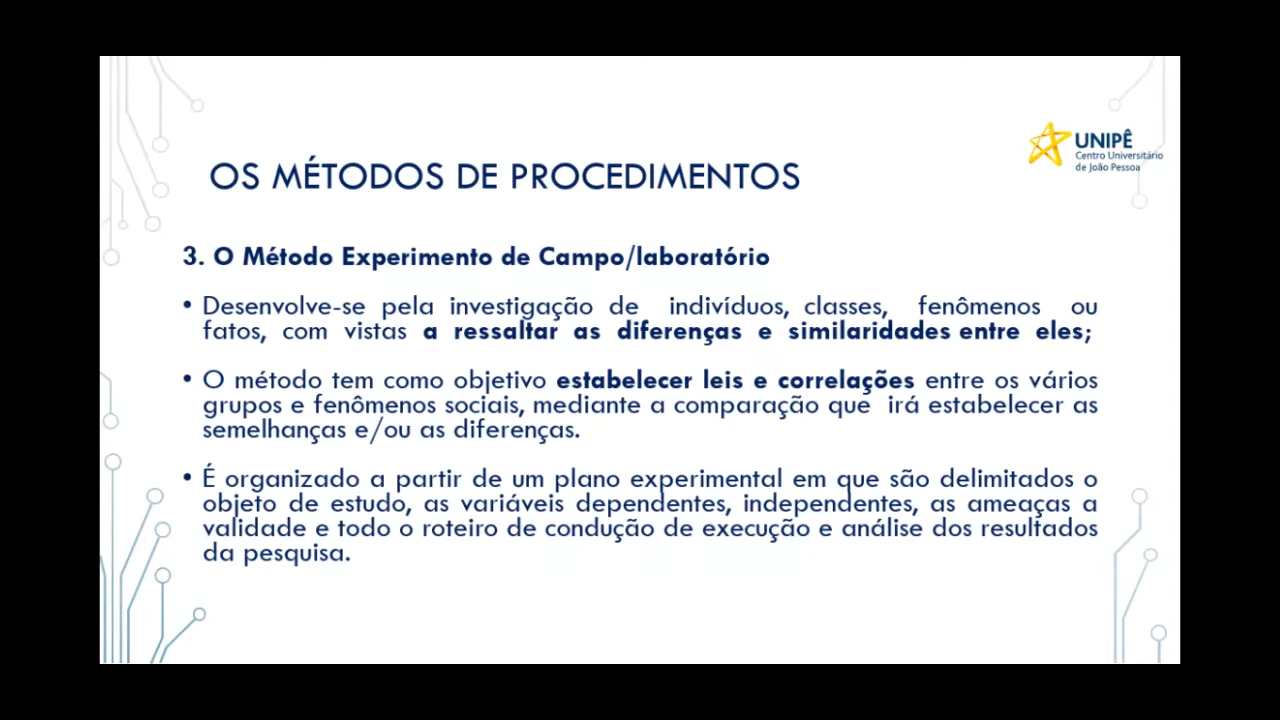 UNIPÊ
Centro Universitário
de João Pessoa
OS MÉTODOS DE PROCEDIMENTOS
3. O Método Experimento de Campo/laboratório
• Desenvolve-se pela investigação de indivíduos, classes, fenômenos ou
fatos, com vistas a ressaltar as diferenças e similaridades entre eles;
• O método tem como objetivo estabelecer leis e correlações entre os vários
grupos e fenômenos sociais, mediante a comparação que irá estabelecer as
semelhanças e/ou as diferenças.
• É organizado a partir de um plano experimental em que são delimitados o
objeto de estudo, as variáveis dependentes, independentes, as ameaças a
validade e todo o roteiro de condução de execução e análise dos resultados
da pesquisa.